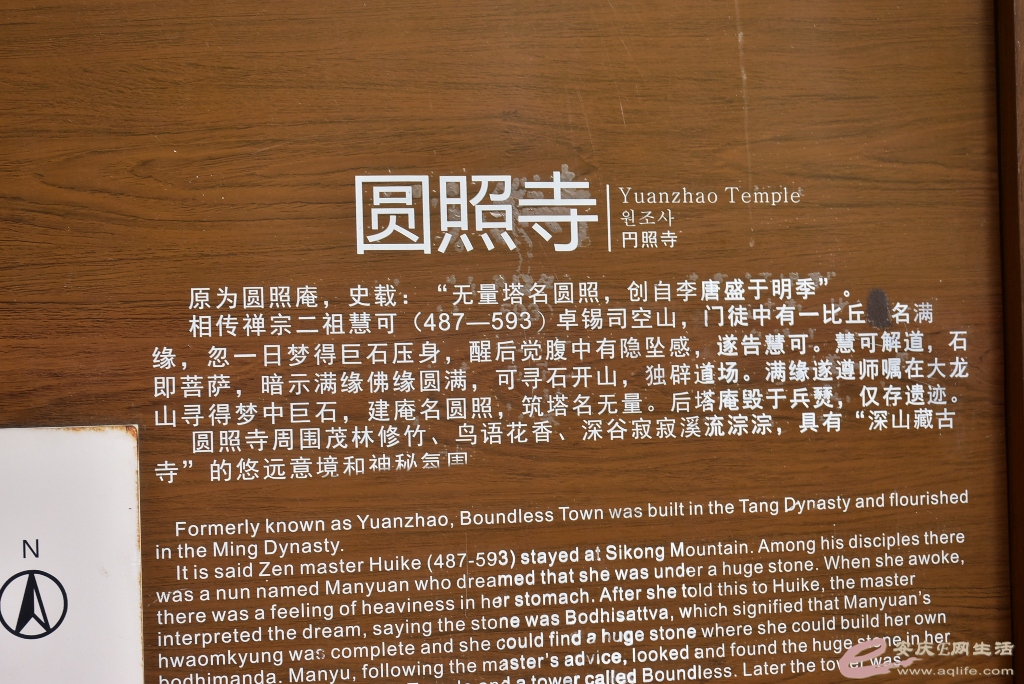 圆照寺
Yuanzhao Temple
원조사
円照寺
原为圆照庵，史载：“无量塔名圆照，创自李唐盛于明季”。
相传禅宗二祖慧可（487—593）卓锡司空山，门徒中有一比丘 名满
缘，忽一日梦得巨石压身，醒后觉腹中有隐坠感，遂告慧可。慧可解道，石
即菩萨，暗示满缘佛缘圆满，可寻石开山，独辟道场。满缘遂遵师嘱在大龙
山寻得梦中巨石，建庵名圆照，筑塔名无量。后塔庵毁于兵燹，仅存遗迹。
圆照寺周围茂林修竹、鸟语花香、深谷寂寂溪流淙淙，具有“深山藏古
寺”的悠远意境和神秘氛围
Formerly known as Yuanzhao, Boundless Town was built in the Tang Dynasty and flourished
in the Ming Dynasty.
It is said Zen master Huike (487-593) stayed at Sikong Mountain. Among his disciples there
was a nun named Manyuan who dreamed that she was under a huge stone. When she awoke,
there was a feeling of heaviness in her stomach. After she told this to Huike, the master
interpreted the dream, saying the stone was Bodhisattva, which signified that Manyuan's
hwaomkyung was complete and she could find a huge stone where she could build her own
bodhimanda. Manyu, following the master's advice, looked and found the huge stone in her
and a tower called Boundless. Later the tower was
N
安庆网生活
www.aqlife.com